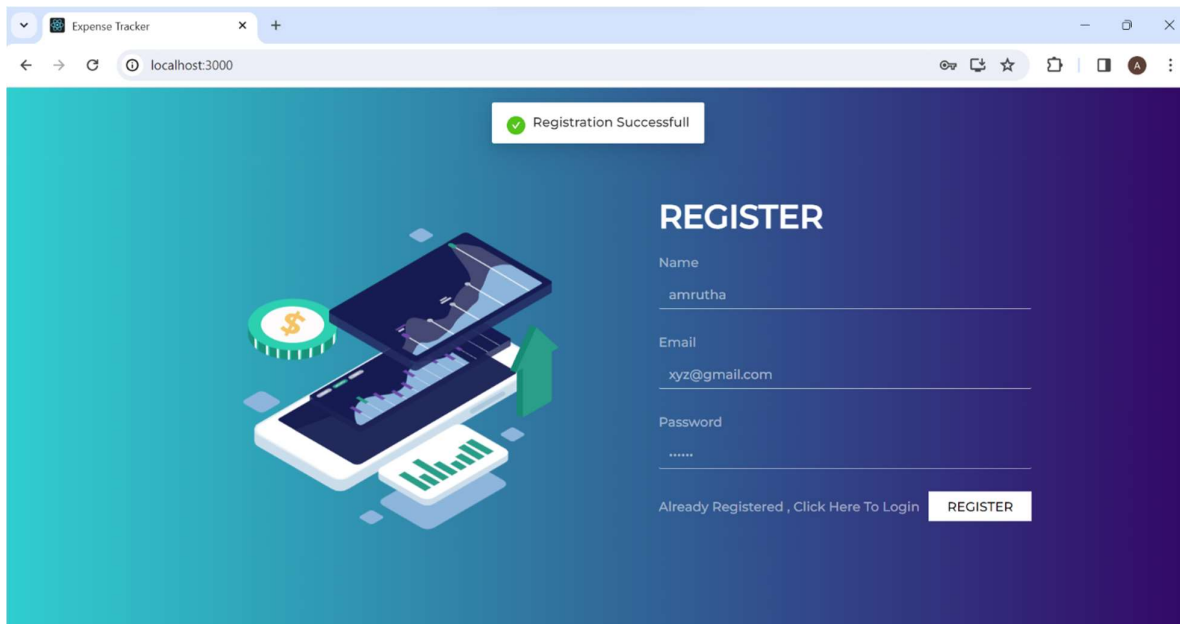 Expense Tracker
localhost:3000
A
Registration Successfull
REGISTER
Name
amrutha
Email
xyz@gmail.com
Password
......
Already Registered , Click Here To Login REGISTER